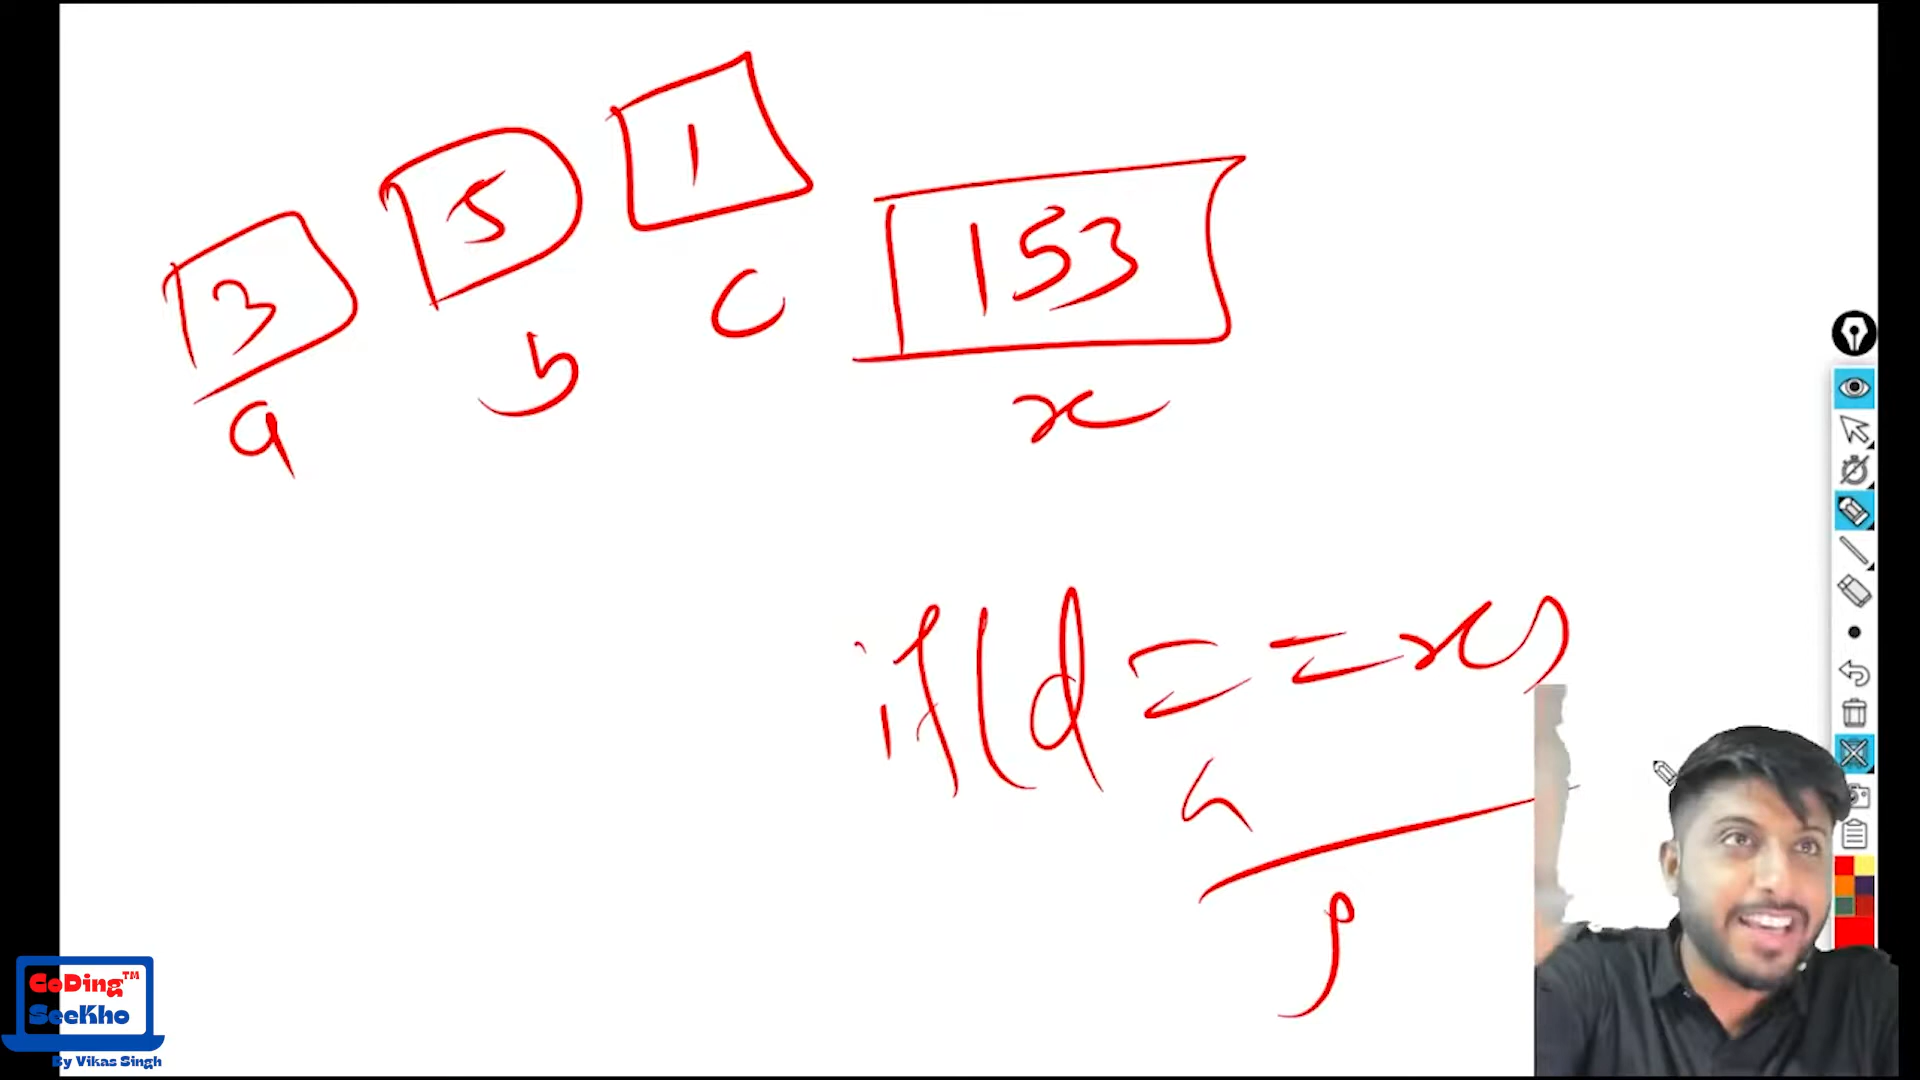 3 5 1 153
a b c x
if(d==x)
{
}
CoDing™
SeeKho
By Vikas Singh